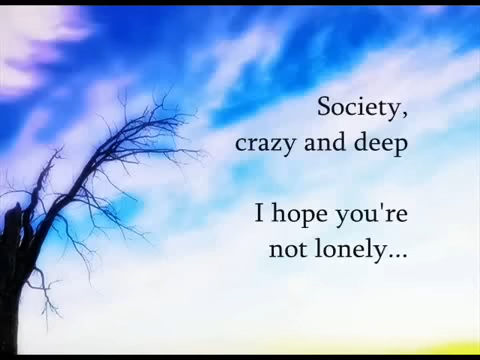 Society,
crazy and deep
I hope you're
not lonely...